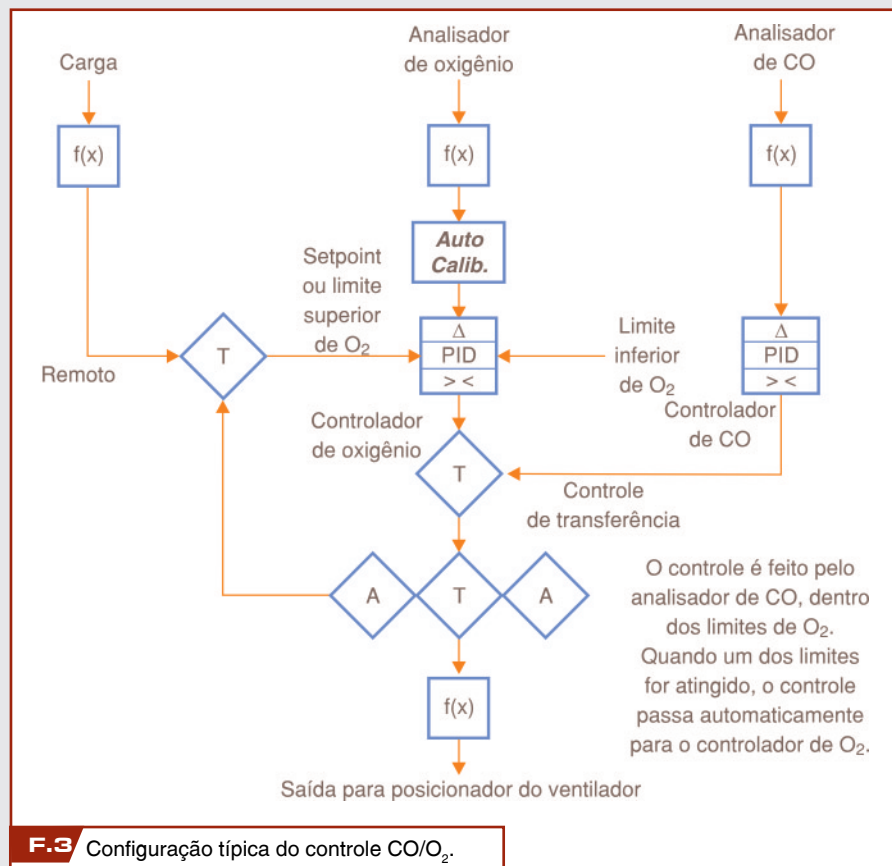 Carga
Analisador
de oxigênio
Analisador
de CO
f(x)
f(x)
f(x)
Auto
Calib.
Setpoint
ou limite
superior
de O₂
Δ
PID
> <
Limite
inferior
de O₂
Δ
PID
> <
T
Remoto
Controlador
de oxigênio
Controlador
de CO
T
Controle
de transferência
A
T
A
O controle é feito pelo
analisador de CO, dentro
dos limites de O₂.
Quando um dos limites
for atingido, o controle
passa automaticamente
para o controlador de O₂.
f(x)
Saída para posicionador do ventilador
F.3 Configuração típica do controle CO/O₂.